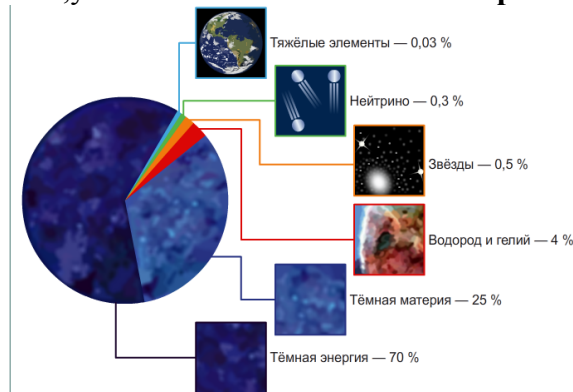 Тяжёлые элементы — 0,03 %
Нейтрино — 0,3 %
Звёзды — 0,5 %
Водород и гелий — 4 %
Тёмная материя — 25 %
Тёмная энергия — 70 %